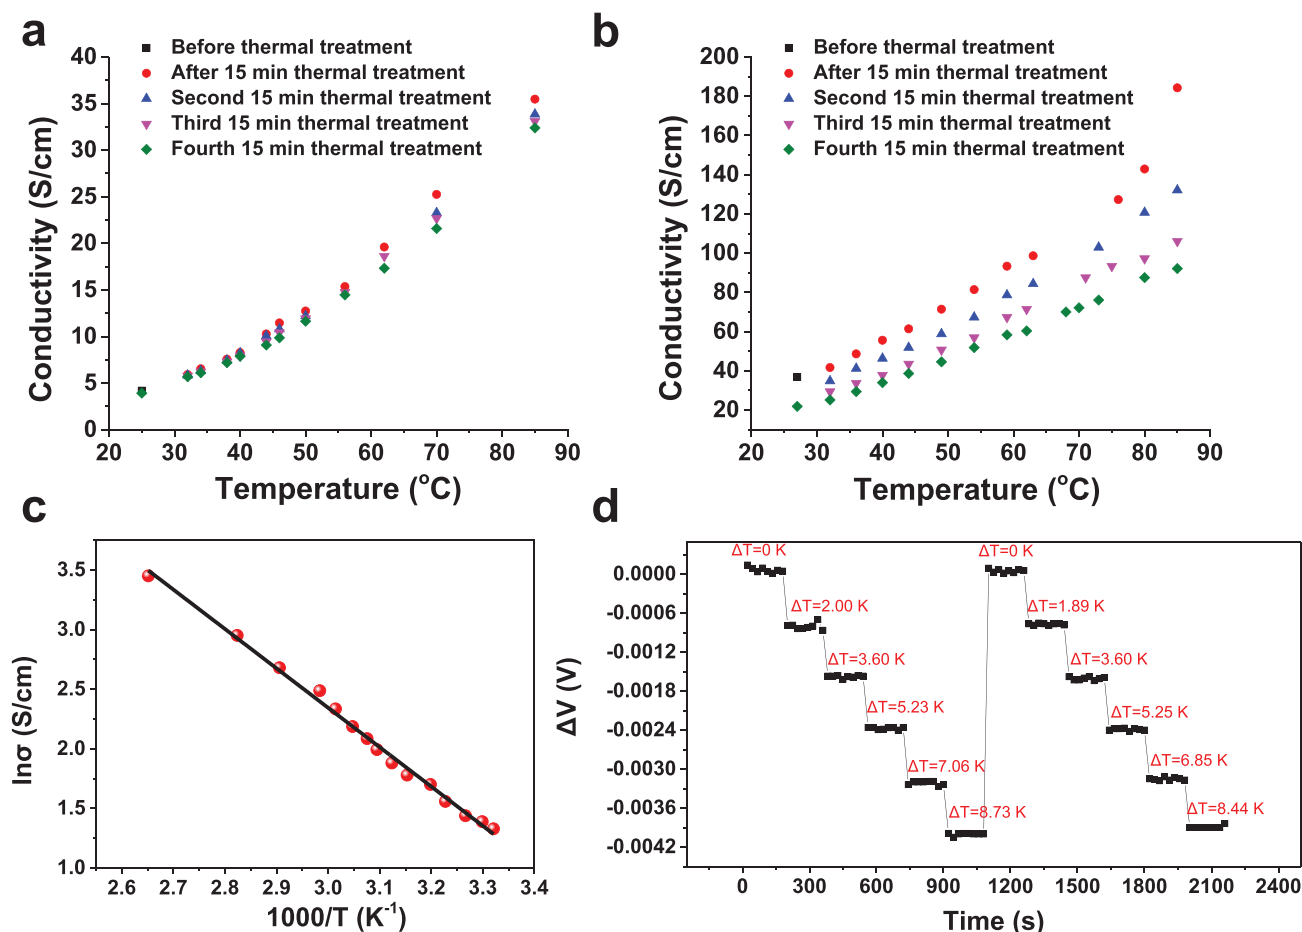 a
Before thermal treatment
After 15 min thermal treatment
Second 15 min thermal treatment
Third 15 min thermal treatment
Fourth 15 min thermal treatment
Conductivity (S/cm)
40
35
30
25
20
15
10
5
0
20 30 40 50 60 70 80 90
Temperature (°C)
b
Before thermal treatment
After 15 min thermal treatment
Second 15 min thermal treatment
Third 15 min thermal treatment
Fourth 15 min thermal treatment
Conductivity (S/cm)
200
180
160
140
120
100
80
60
40
20
20 30 40 50 60 70 80 90
Temperature (°C)
c
lnσ (S/cm)
3.5
3.0
2.5
2.0
1.5
1.0
2.6 2.7 2.8 2.9 3.0 3.1 3.2 3.3 3.4
1000/T (K⁻¹)
d
ΔV (V)
0.0000
-0.0006
-0.0012
-0.0018
-0.0024
-0.0030
-0.0036
-0.0042
ΔT=0 K
ΔT=2.00 K
ΔT=3.60 K
ΔT=5.23 K
ΔT=7.06 K
ΔT=8.73 K
ΔT=0 K
ΔT=1.89 K
ΔT=3.60 K
ΔT=5.25 K
ΔT=6.85 K
ΔT=8.44 K
0 300 600 900 1200 1500 1800 2100 2400
Time (s)